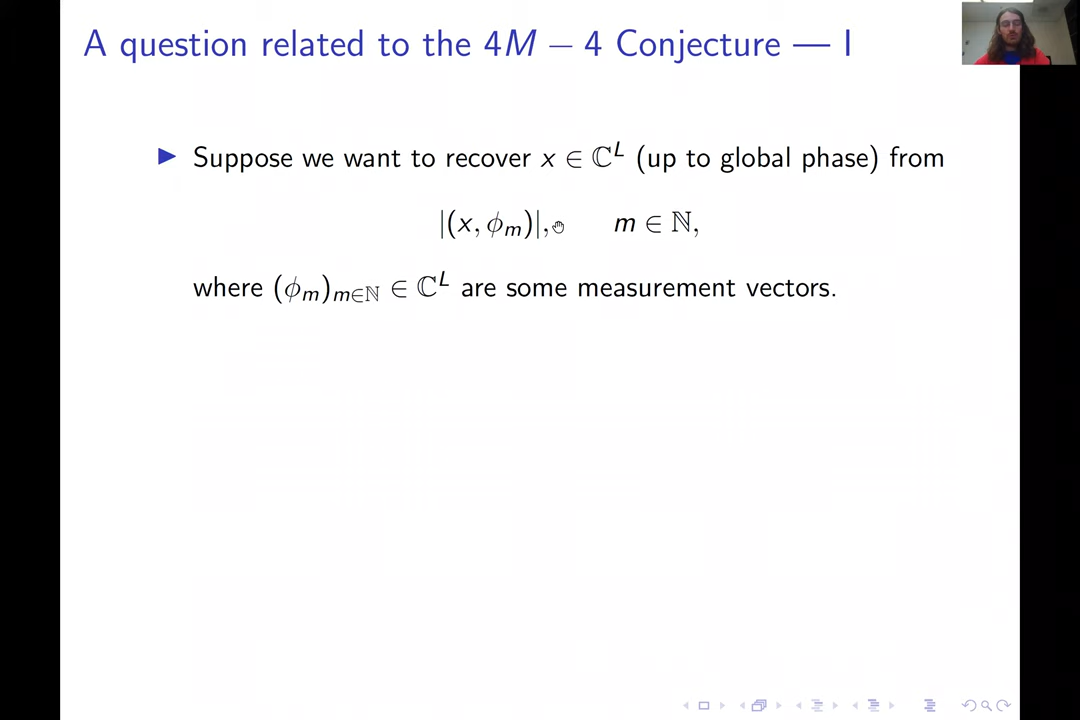 A question related to the 4M − 4 Conjecture — I
▶ Suppose we want to recover x ∈ ℂ^L (up to global phase) from
|(x, ϕ_m)|, m ∈ ℕ,
where (ϕ_m)_{m∈ℕ} ∈ ℂ^L are some measurement vectors.